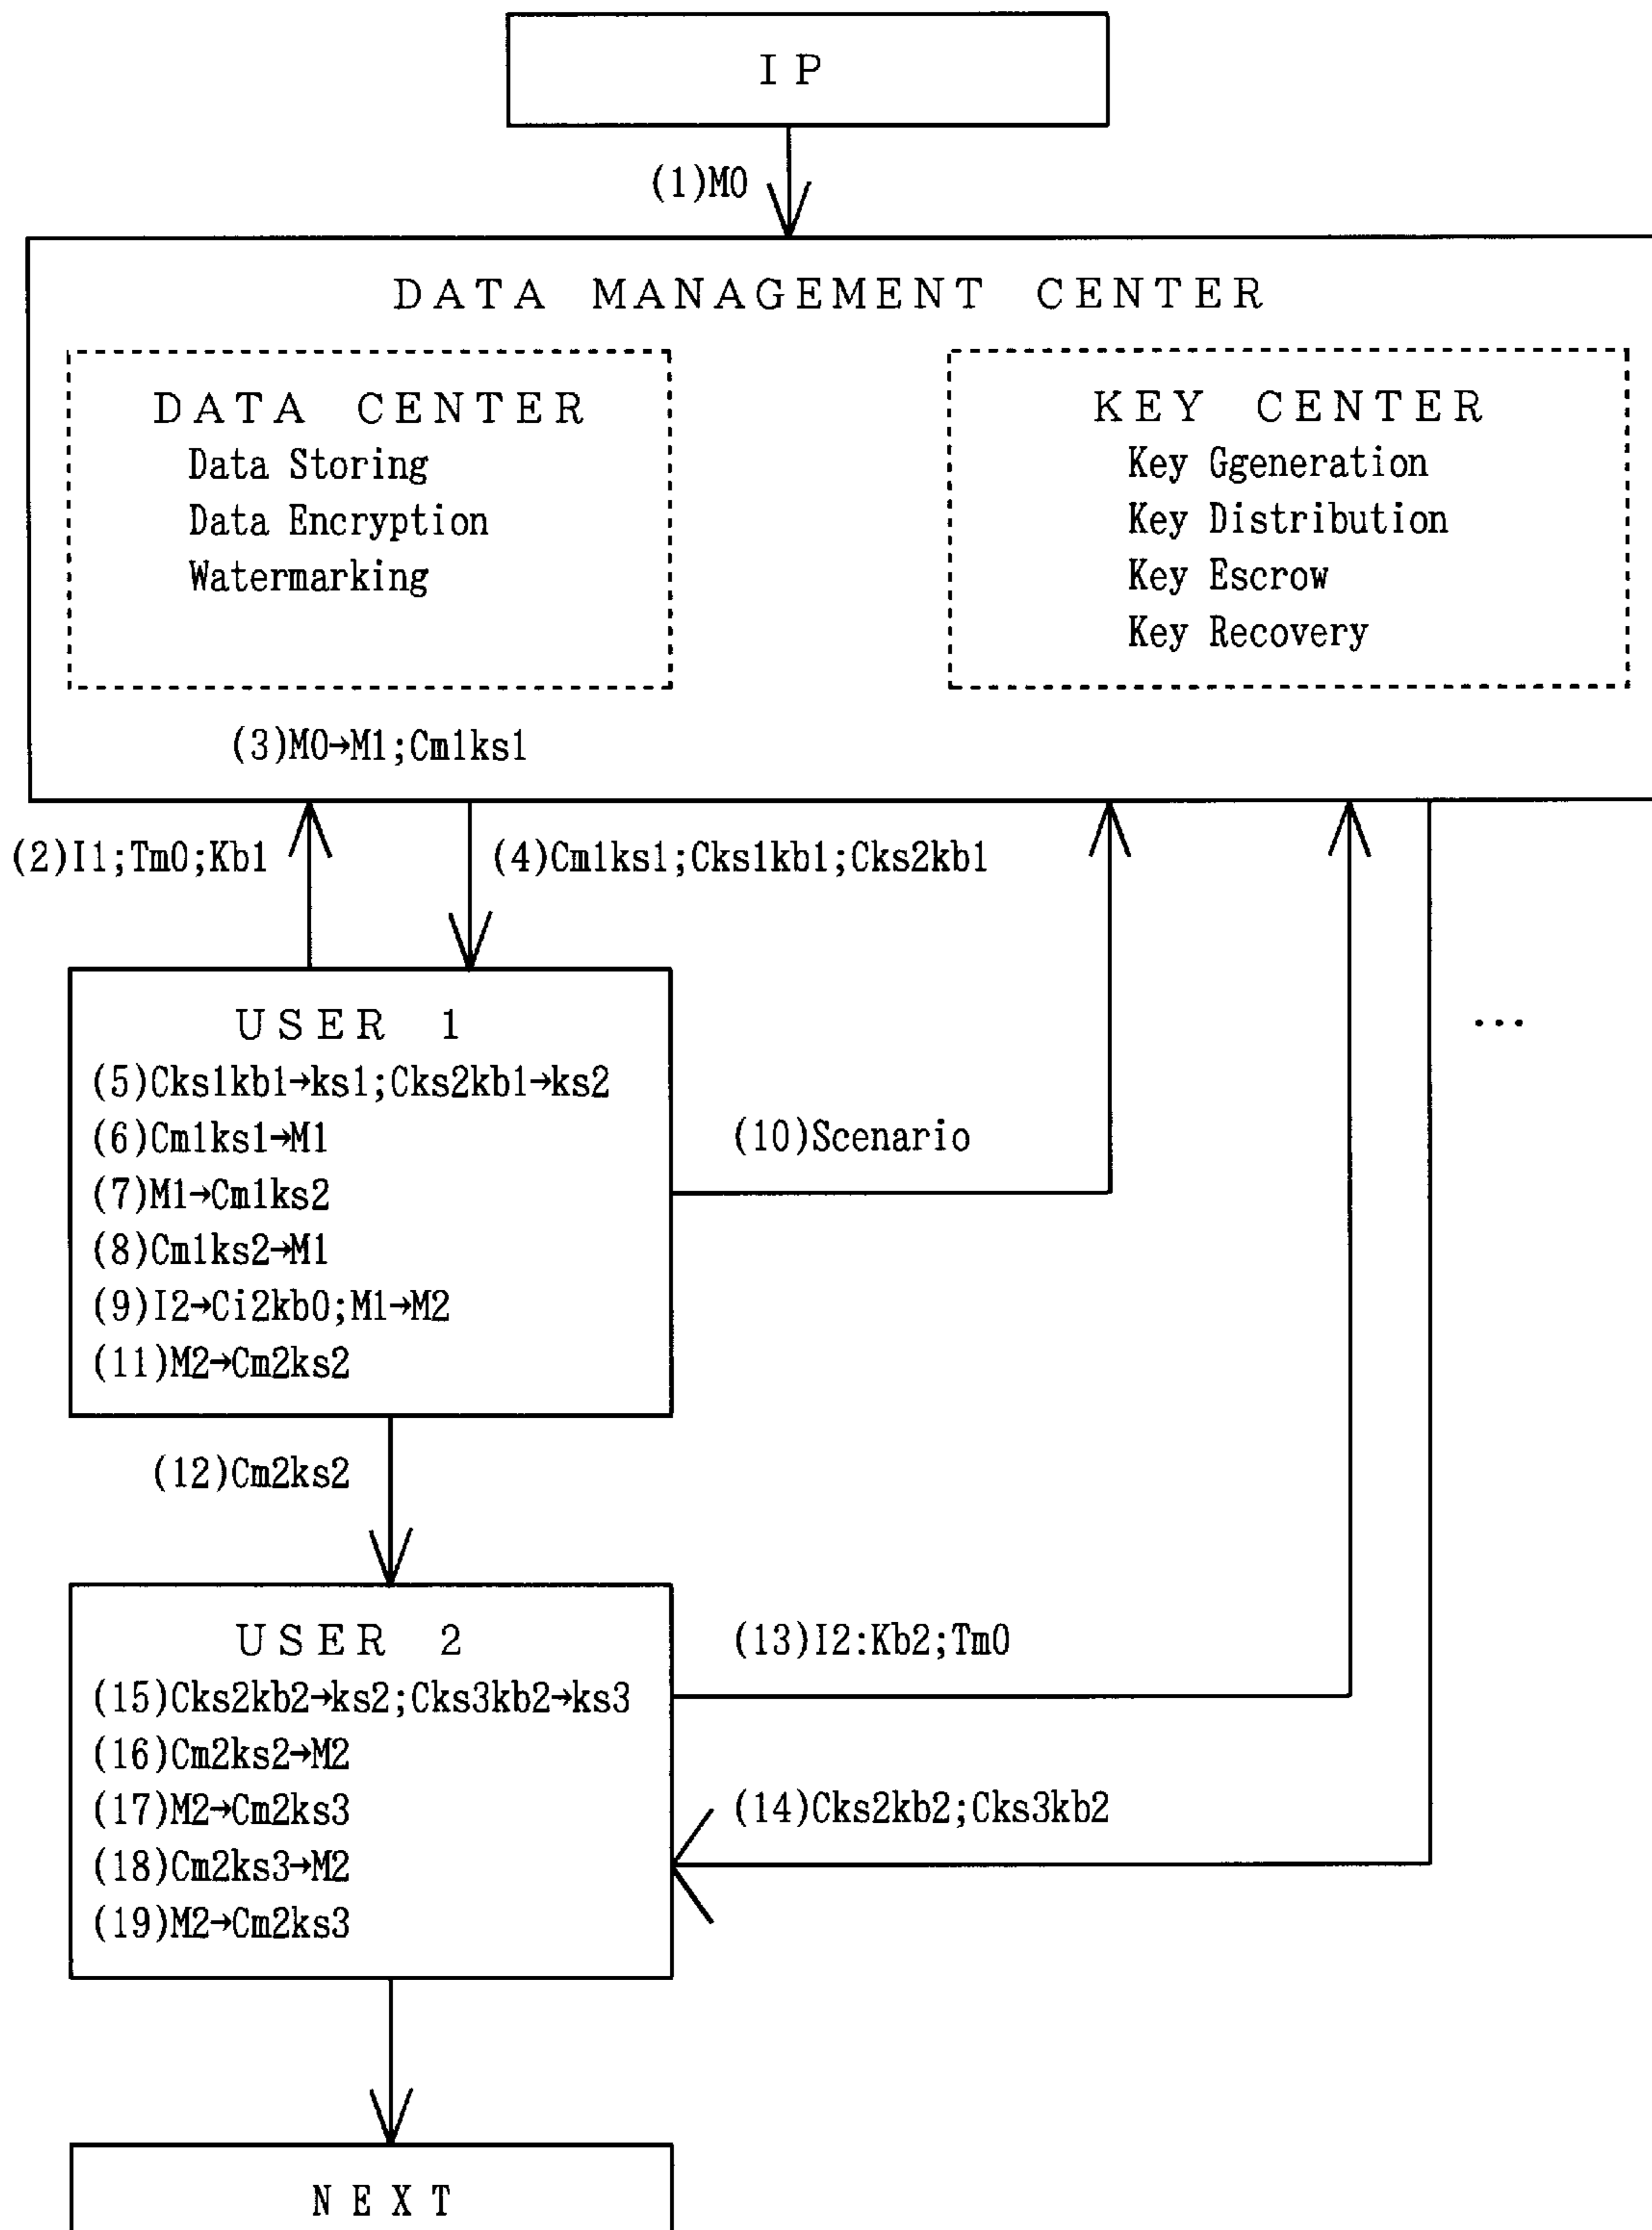 IP
(1)M0
DATA MANAGEMENT CENTER
DATA CENTER
Data Storing
Data Encryption
Watermarking
KEY CENTER
Key Ggeneration
Key Distribution
Key Escrow
Key Recovery
(3)M0→M1;Cm1ks1
(2)I1;Tm0;Kb1
(4)Cm1ks1;Cks1kb1;Cks2kb1
USER 1
(5)Cks1kb1→ks1;Cks2kb1→ks2
(6)Cm1ks1→M1
(7)M1→Cm1ks2
(8)Cm1ks2→M1
(9)I2→Ci2kb0;M1→M2
(11)M2→Cm2ks2
(10)Scenario
...
(12)Cm2ks2
USER 2
(15)Cks2kb2→ks2;Cks3kb2→ks3
(16)Cm2ks2→M2
(17)M2→Cm2ks3
(18)Cm2ks3→M2
(19)M2→Cm2ks3
(13)I2:Kb2;Tm0
(14)Cks2kb2;Cks3kb2
NEXT